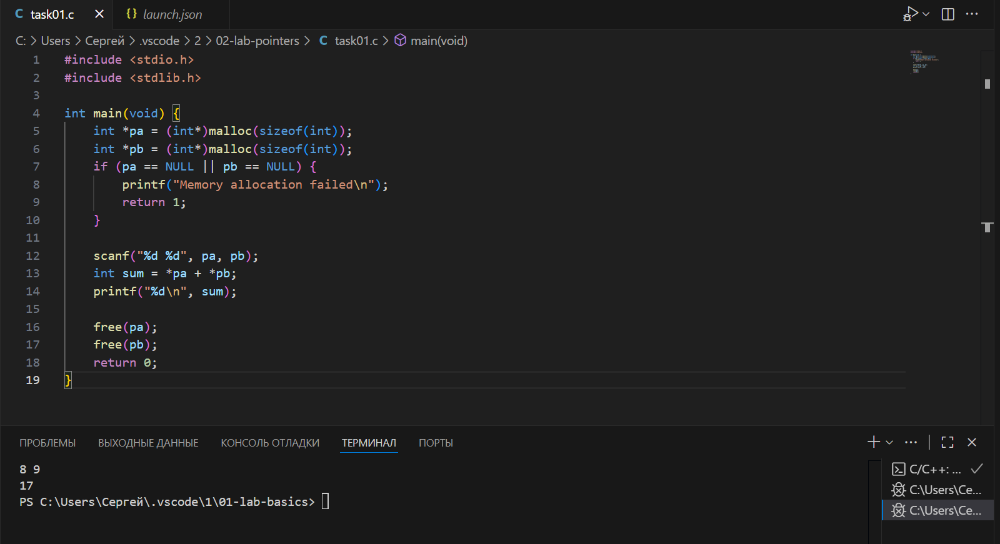 C task01.c
{} launch.json
C: > Users > Сергей > .vscode > 2 > 02-lab-pointers > C task01.c > main(void)
1 #include <stdio.h>
2 #include <stdlib.h>
3
4 int main(void) {
5     int *pa = (int*)malloc(sizeof(int));
6     int *pb = (int*)malloc(sizeof(int));
7     if (pa == NULL || pb == NULL) {
8         printf("Memory allocation failed\n");
9         return 1;
10     }
11
12     scanf("%d %d", pa, pb);
13     int sum = *pa + *pb;
14     printf("%d\n", sum);
15
16     free(pa);
17     free(pb);
18     return 0;
19 }
ПРОБЛЕМЫ ВЫХОДНЫЕ ДАННЫЕ КОНСОЛЬ ОТЛАДКИ ТЕРМИНАЛ ПОРТЫ
8 9
17
PS C:\Users\Сергей\.vscode\1\01-lab-basics>
C/C++: ...
C:\Users\Се...
C:\Users\Се...